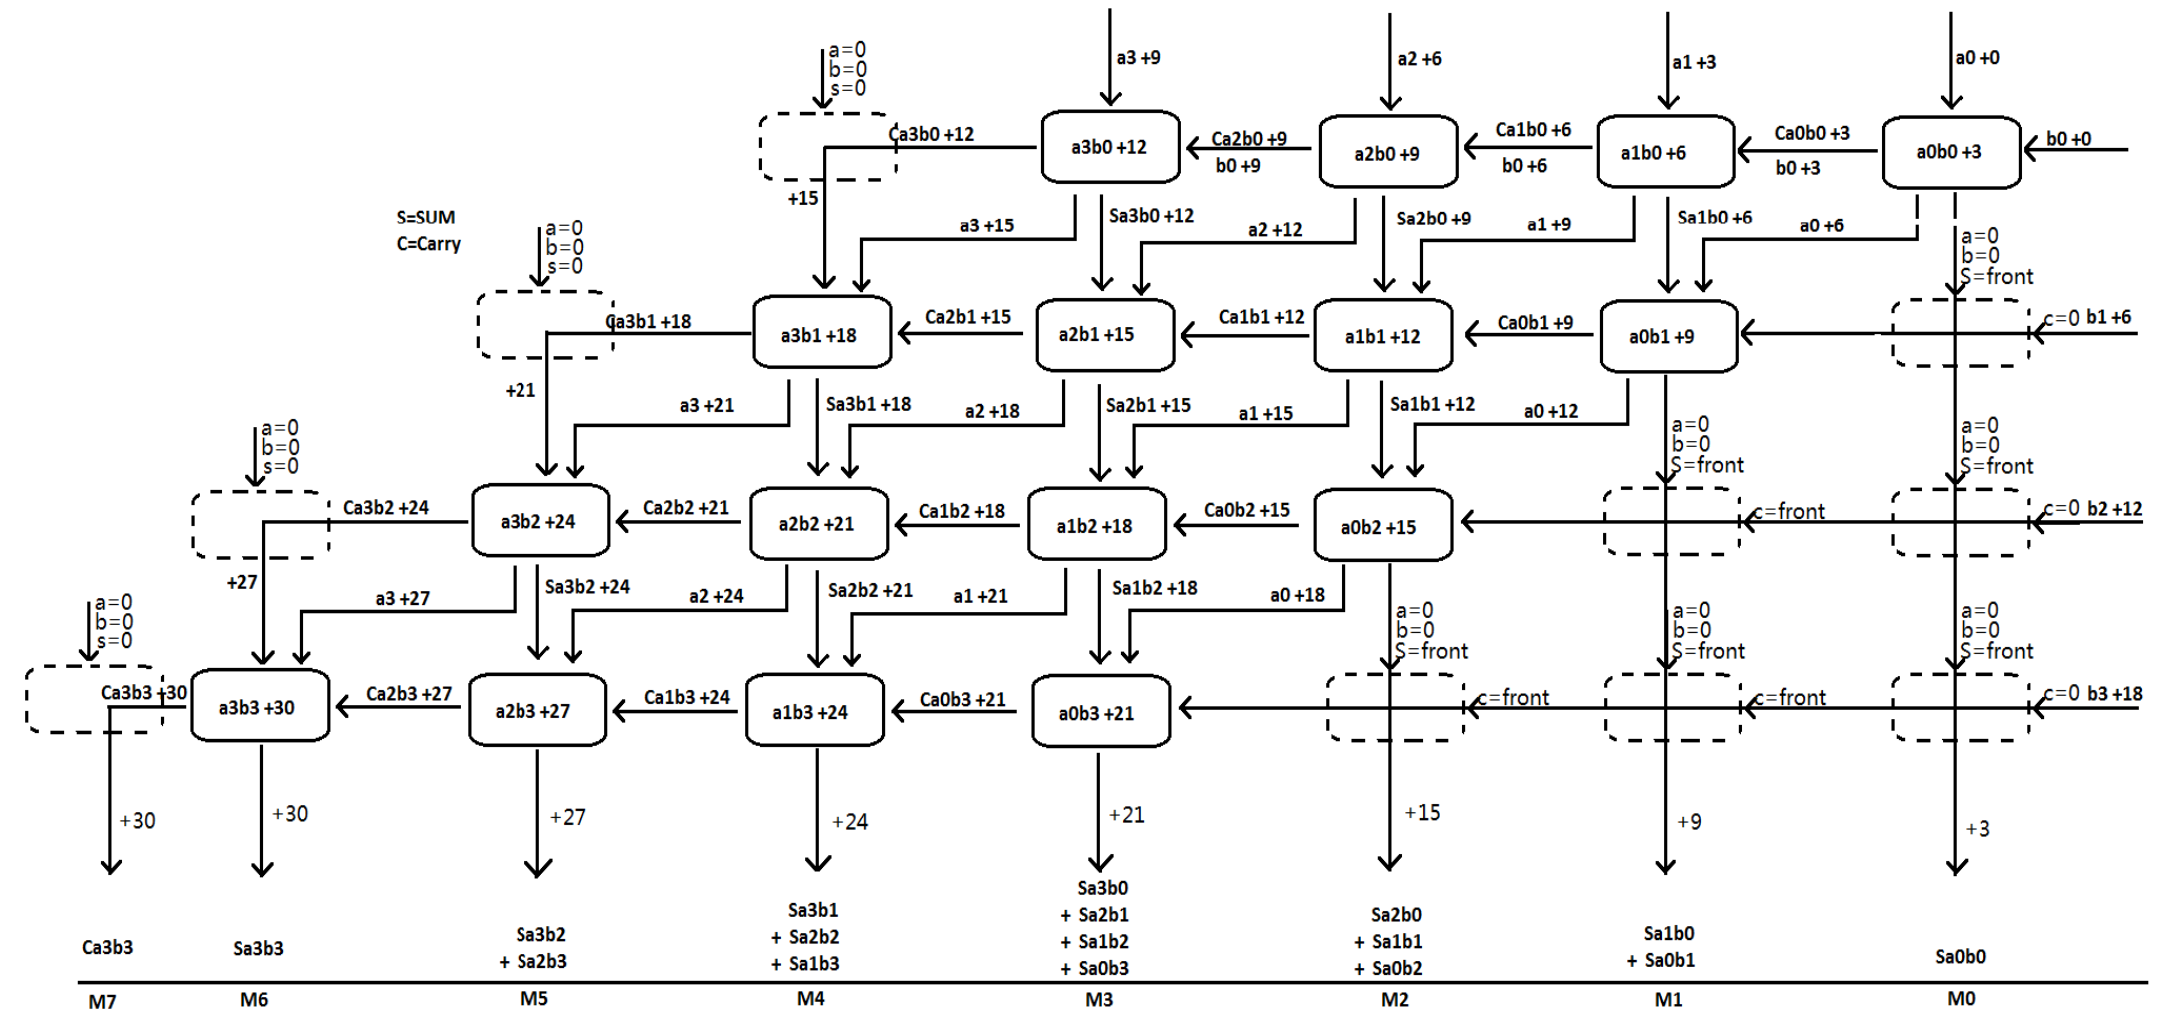 a3 +9
a2 +6
a1 +3
a0 +0
a=0
b=0
s=0
Ca3b0 +12
a3b0 +12
Ca2b0 +9
b0 +9
a2b0 +9
Ca1b0 +6
b0 +6
a1b0 +6
Ca0b0 +3
b0 +3
a0b0 +3
b0 +0
+15
S=SUM
C=Carry
a3 +15
Sa3b0 +12
a2 +12
Sa2b0 +9
a1 +9
Sa1b0 +6
a0 +6
a=0
b=0
S=front
a=0
b=0
s=0
Ca3b1 +18
a3b1 +18
Ca2b1 +15
a2b1 +15
Ca1b1 +12
a1b1 +12
Ca0b1 +9
a0b1 +9
c=0 b1 +6
+21
a3 +21
Sa3b1 +18
a2 +18
Sa2b1 +15
a1 +15
Sa1b1 +12
a0 +12
a=0
b=0
S=front
a=0
b=0
S=front
a=0
b=0
s=0
Ca3b2 +24
a3b2 +24
Ca2b2 +21
a2b2 +21
Ca1b2 +18
a1b2 +18
Ca0b2 +15
a0b2 +15
c=front
c=0 b2 +12
+27
a3 +27
Sa3b2 +24
a2 +24
Sa2b2 +21
a1 +21
Sa1b2 +18
a0 +18
a=0
b=0
S=front
a=0
b=0
S=front
a=0
b=0
S=front
a=0
b=0
s=0
Ca3b3 +30
a3b3 +30
Ca2b3 +27
a2b3 +27
Ca1b3 +24
a1b3 +24
Ca0b3 +21
a0b3 +21
c=front
c=front
c=0 b3 +18
+30
+30
+27
+24
+21
+15
+9
+3
Ca3b3
Sa3b3
Sa3b2
+ Sa2b3
Sa3b1
+ Sa2b2
+ Sa1b3
Sa3b0
+ Sa2b1
+ Sa1b2
+ Sa0b3
Sa2b0
+ Sa1b1
+ Sa0b2
Sa1b0
+ Sa0b1
Sa0b0
M7 M6 M5 M4 M3 M2 M1 M0